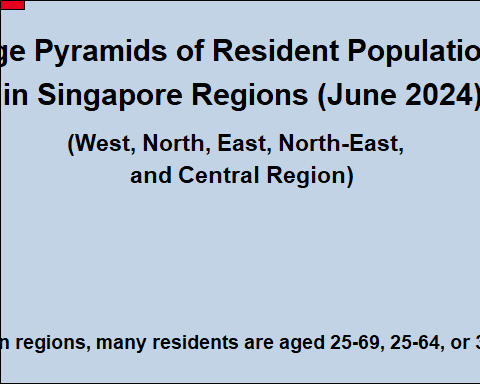 ge Pyramids of Resident Populatio
in Singapore Regions (June 2024)
(West, North, East, North-East,
and Central Region)
n regions, many residents are aged 25-69, 25-64, or 3